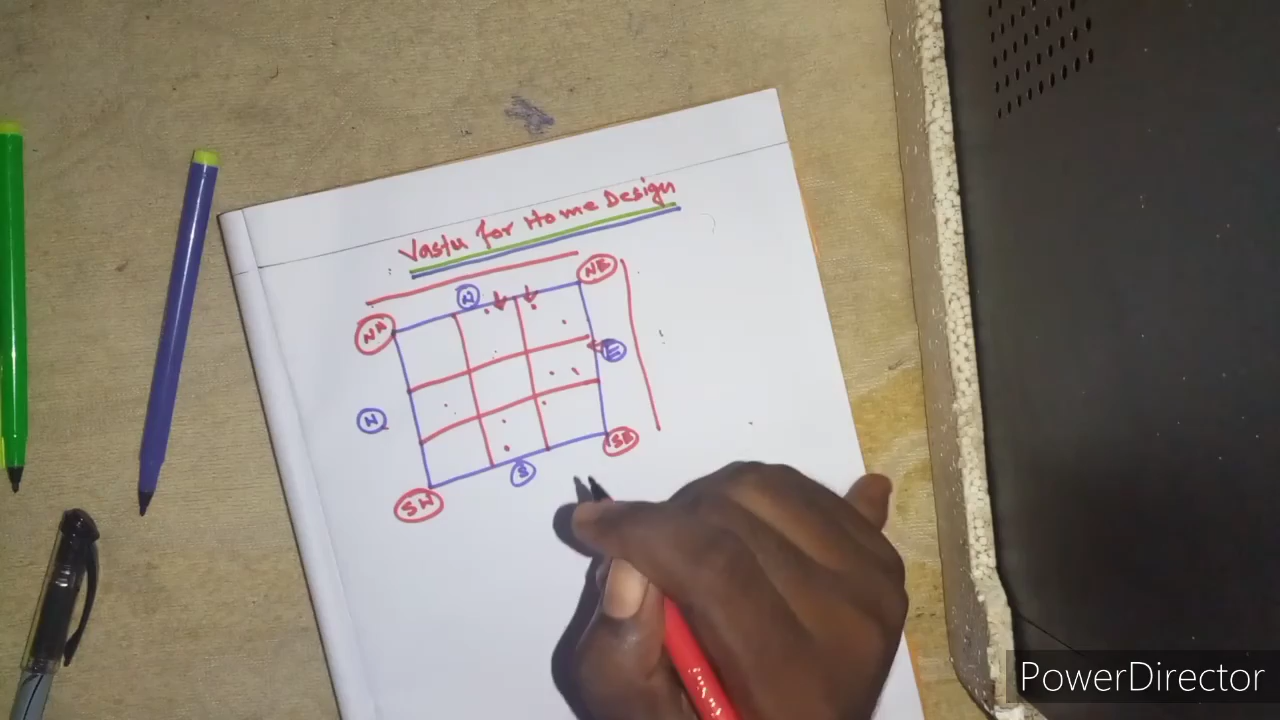 Vastu for Home Design
N NE
NW
E
W
S SE
SW
PowerDirector